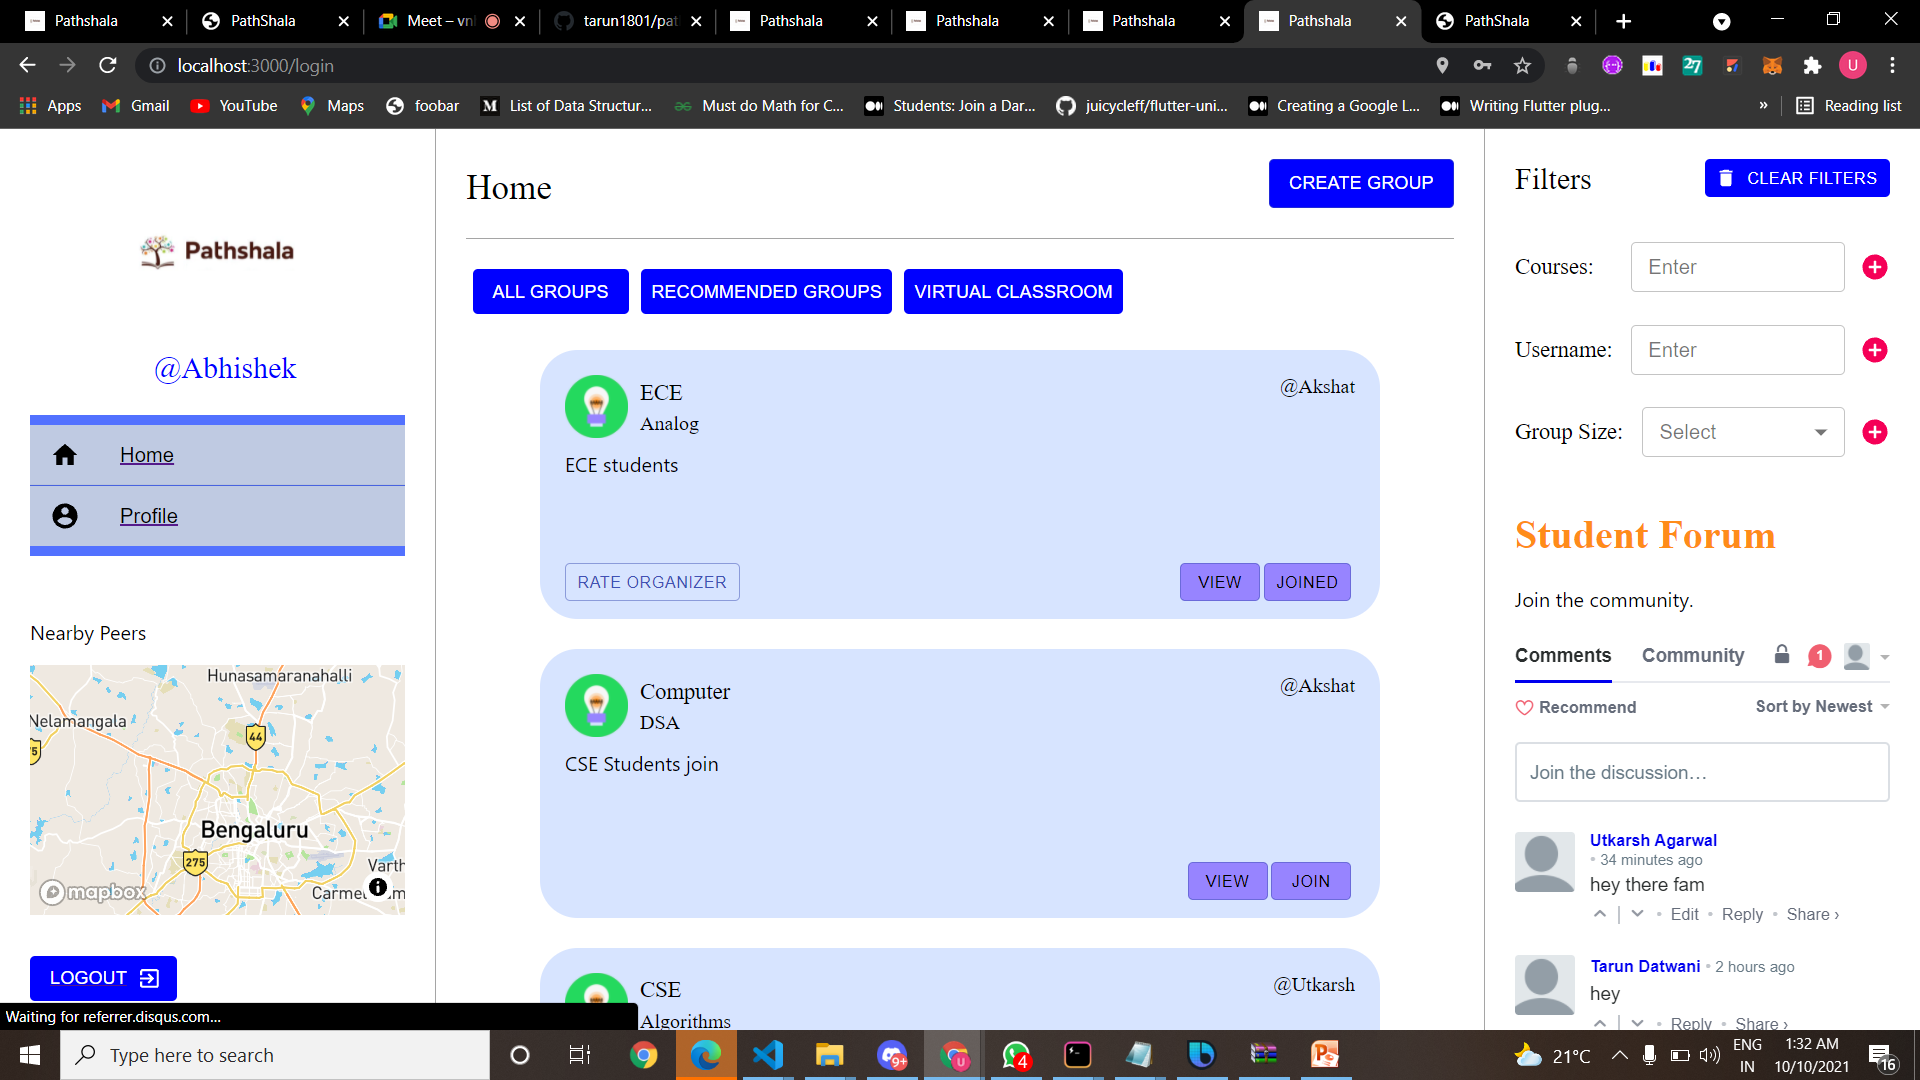 Pathshala
PathShala
Meet – vn
tarun1801/pat
Pathshala
Pathshala
Pathshala
Pathshala
PathShala
localhost:3000/login
U
Apps
Gmail
YouTube
Maps
foobar
List of Data Structur...
Must do Math for C...
Students: Join a Dar...
juicycleff/flutter-uni...
Creating a Google L...
Writing Flutter plug...
»
Reading list
Pathshala
@Abhishek
Home
Profile
Nearby Peers
Hunasamaranahalli
Nelamangala
44
Bengaluru
275
Varth
Carmel
m
mapbox
LOGOUT
Waiting for referrer.disqus.com...
Home
CREATE GROUP
ALL GROUPS
RECOMMENDED GROUPS
VIRTUAL CLASSROOM
ECE
@Akshat
Analog
ECE students
RATE ORGANIZER
VIEW
JOINED
Computer
@Akshat
DSA
CSE Students join
VIEW
JOIN
CSE
@Utkarsh
Algorithms
Filters
CLEAR FILTERS
Courses:
Enter
Username:
Enter
Group Size:
Select
Student Forum
Join the community.
Comments
Community
1
Recommend
Sort by Newest
Join the discussion…
Utkarsh Agarwal
• 34 minutes ago
hey there fam
• Edit • Reply • Share ›
Tarun Datwani • 2 hours ago
hey
• Reply • Share ›
Type here to search
9+
U
4
21°C
ENG
IN
1:32 AM
10/10/2021
16